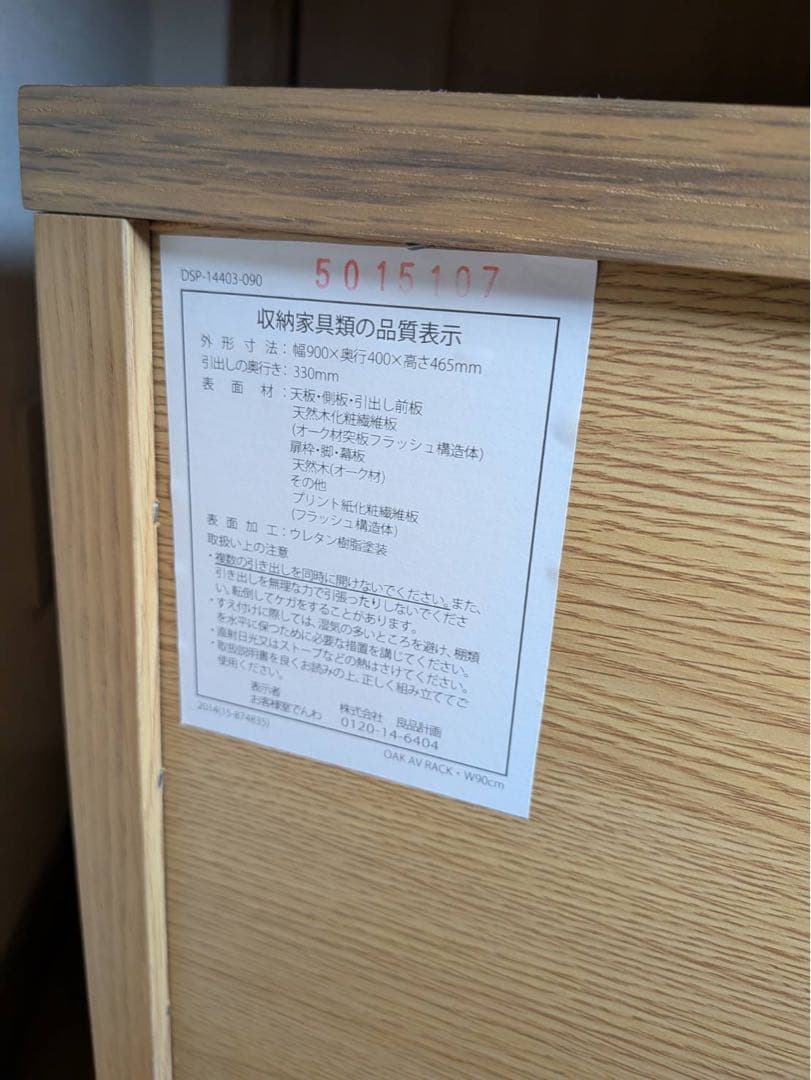 DSP-14403-090
5015107
収納家具類の品質表示
外形寸法：幅900×奥行400×高さ465mm
引出しの奥行き：330mm
表面材：天板・側板・引出し前板
天然木化粧繊維板
(オーク材突板フラッシュ構造体)
扉枠・脚・幕板
天然木(オーク材)
その他
プリント紙化粧繊維板
(フラッシュ構造体)
表面加工：ウレタン樹脂塗装
取扱い上の注意
・複数の引き出しを同時に開けないでください。また、
引き出しを無理な力で引張ったりしないでくださ
い。転倒してケガをすることがあります。
・すえ付けに際しては、湿気の多いところを避け、棚類
を水平に保つために必要な措置を講じてください。
・直射日光又はストーブなどの熱はさけてください。
・取扱説明書を良くお読みの上、正しく組み立ててご
使用ください。
表示者 株式会社 良品計画
お客様室でんわ 0120-14-6404
2014(15-874835)
OAK AV RACK・W90cm